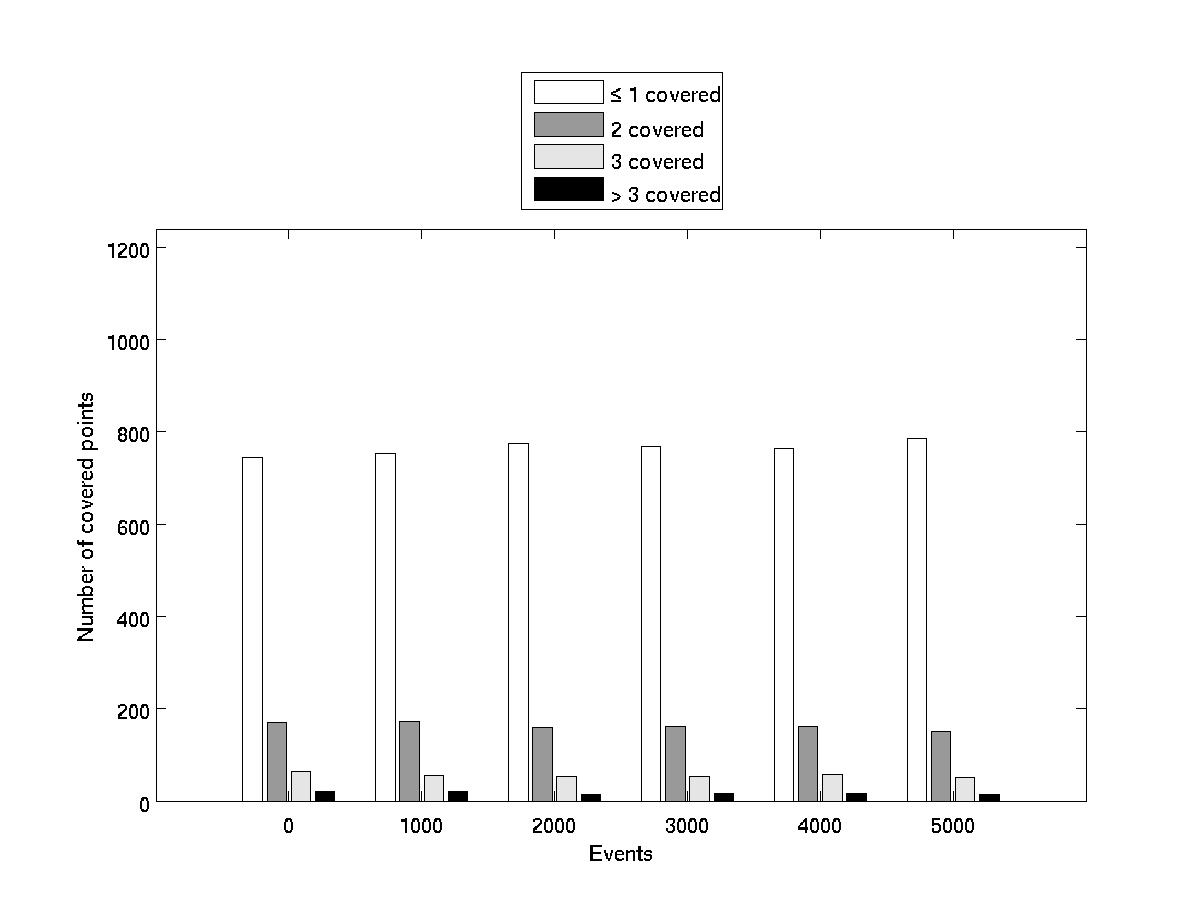 ≤ 1 covered
2 covered
3 covered
> 3 covered
1200
1000
800
600
400
200
0
Number of covered points
0 1000 2000 3000 4000 5000
Events